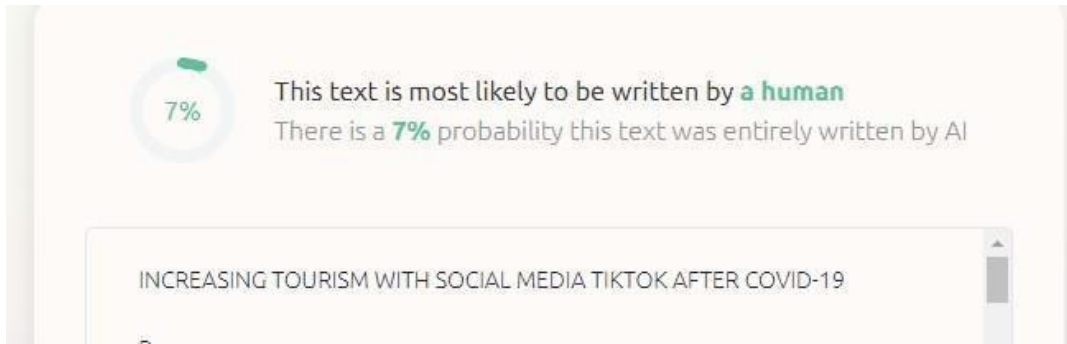 7%
This text is most likely to be written by a human
There is a 7% probability this text was entirely written by AI
INCREASING TOURISM WITH SOCIAL MEDIA TIKTOK AFTER COVID-19